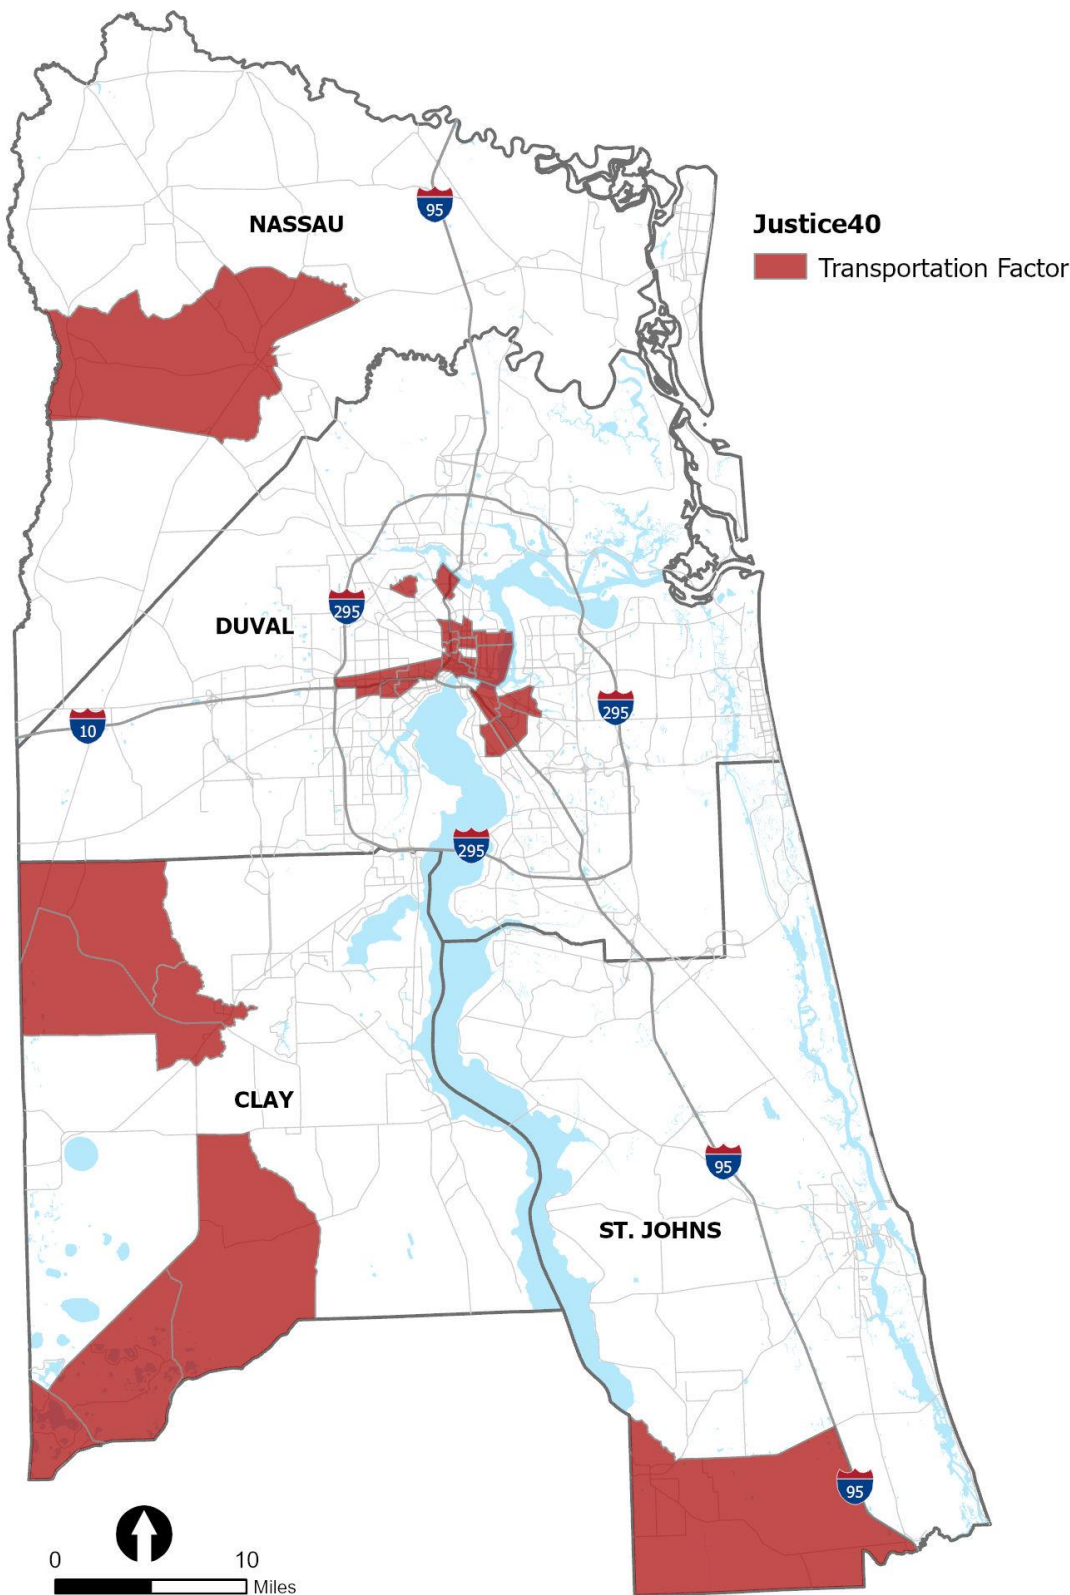 95
NASSAU
Justice40
Transportation Factor
295
DUVAL
295
10
295
CLAY
95
ST. JOHNS
95
0 10
Miles